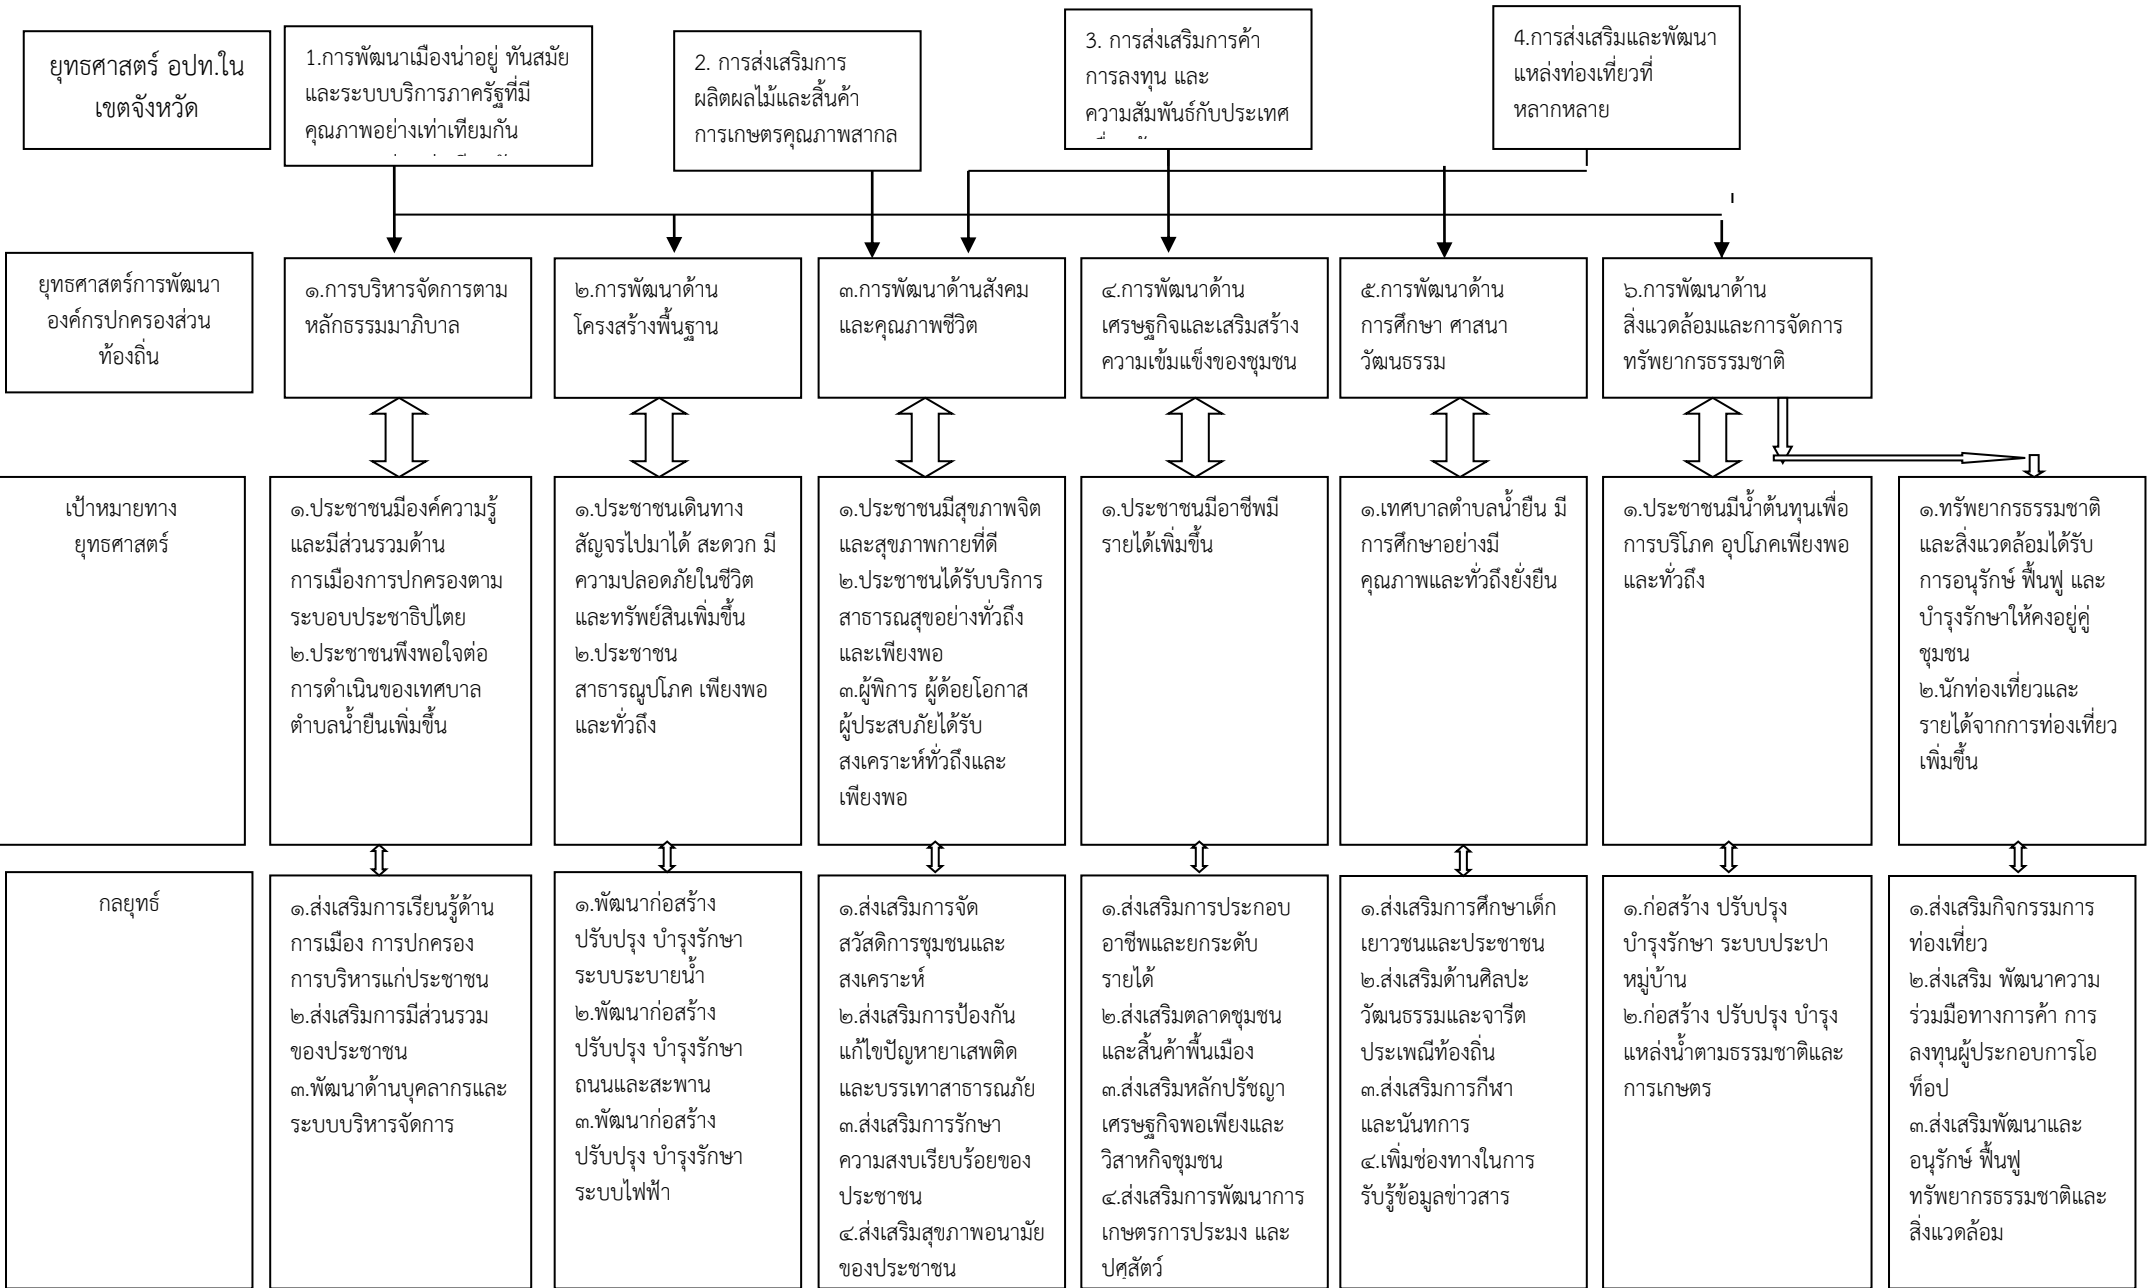 ยุทธศาสตร์ อปท.ใน
เขตจังหวัด
1.การพัฒนาเมืองน่าอยู่ ทันสมัย
และระบบบริการภาครัฐที่มี
คุณภาพอย่างเท่าเทียมกัน
2. การส่งเสริมการ
ผลิตผลไม้และสิ้นค้า
การเกษตรคุณภาพสากล
3. การส่งเสริมการค้า
การลงทุน และ
ความสัมพันธ์กับประเทศ
4.การส่งเสริมและพัฒนา
แหล่งท่องเที่ยวที่
หลากหลาย
ยุทธศาสตร์การพัฒนา
องค์กรปกครองส่วน
ท้องถิ่น
๑.การบริหารจัดการตาม
หลักธรรมมาภิบาล
๒.การพัฒนาด้าน
โครงสร้างพื้นฐาน
๓.การพัฒนาด้านสังคม
และคุณภาพชีวิต
๔.การพัฒนาด้าน
เศรษฐกิจและเสริมสร้าง
ความเข้มแข็งของชุมชน
๕.การพัฒนาด้าน
การศึกษา ศาสนา
วัฒนธรรม
๖.การพัฒนาด้าน
สิ่งแวดล้อมและการจัดการ
ทรัพยากรธรรมชาติ
เป้าหมายทาง
ยุทธศาสตร์
๑.ประชาชนมีองค์ความรู้
และมีส่วนรวมด้าน
การเมืองการปกครองตาม
ระบอบประชาธิปไตย
๒.ประชาชนพึงพอใจต่อ
การดำเนินของเทศบาล
ตำบลน้ำยืนเพิ่มขึ้น
๑.ประชาชนเดินทาง
สัญจรไปมาได้ สะดวก มี
ความปลอดภัยในชีวิต
และทรัพย์สินเพิ่มขึ้น
๒.ประชาชน
สาธารณูปโภค เพียงพอ
และทั่วถึง
๑.ประชาชนมีสุขภาพจิต
และสุขภาพกายที่ดี
๒.ประชาชนได้รับบริการ
สาธารณสุขอย่างทั่วถึง
และเพียงพอ
๓.ผู้พิการ ผู้ด้อยโอกาส
ผู้ประสบภัยได้รับ
สงเคราะห์ทั่วถึงและ
เพียงพอ
๑.ประชาชนมีอาชีพมี
รายได้เพิ่มขึ้น
๑.เทศบาลตำบลน้ำยืน มี
การศึกษาอย่างมี
คุณภาพและทั่วถึงยั่งยืน
๑.ประชาชนมีน้ำต้นทุนเพื่อ
การบริโภค อุปโภคเพียงพอ
และทั่วถึง
๑.ทรัพยากรธรรมชาติ
และสิ่งแวดล้อมได้รับ
การอนุรักษ์ ฟื้นฟู และ
บำรุงรักษาให้คงอยู่คู่
ชุมชน
๒.นักท่องเที่ยวและ
รายได้จากการท่องเที่ยว
เพิ่มขึ้น
กลยุทธ์
๑.ส่งเสริมการเรียนรู้ด้าน
การเมือง การปกครอง
การบริหารแก่ประชาชน
๒.ส่งเสริมการมีส่วนรวม
ของประชาชน
๓.พัฒนาด้านบุคลากรและ
ระบบบริหารจัดการ
๑.พัฒนาก่อสร้าง
ปรับปรุง บำรุงรักษา
ระบบระบายน้ำ
๒.พัฒนาก่อสร้าง
ปรับปรุง บำรุงรักษา
ถนนและสะพาน
๓.พัฒนาก่อสร้าง
ปรับปรุง บำรุงรักษา
ระบบไฟฟ้า
๑.ส่งเสริมการจัด
สวัสดิการชุมชนและ
สงเคราะห์
๒.ส่งเสริมการป้องกัน
แก้ไขปัญหายาเสพติด
และบรรเทาสาธารณภัย
๓.ส่งเสริมการรักษา
ความสงบเรียบร้อยของ
ประชาชน
๔.ส่งเสริมสุขภาพอนามัย
ของประชาชน
๑.ส่งเสริมการประกอบ
อาชีพและยกระดับ
รายได้
๒.ส่งเสริมตลาดชุมชน
และสิ้นค้าพื้นเมือง
๓.ส่งเสริมหลักปรัชญา
เศรษฐกิจพอเพียงและ
วิสาหกิจชุมชน
๔.ส่งเสริมการพัฒนาการ
เกษตรการประมง และ
ปศุสัตว์
๑.ส่งเสริมการศึกษาเด็ก
เยาวชนและประชาชน
๒.ส่งเสริมด้านศิลปะ
วัฒนธรรมและจารีต
ประเพณีท้องถิ่น
๓.ส่งเสริมการกีฬา
และนันทการ
๔.เพิ่มช่องทางในการ
รับรู้ข้อมูลข่าวสาร
๑.ก่อสร้าง ปรับปรุง
บำรุงรักษา ระบบประปา
หมู่บ้าน
๒.ก่อสร้าง ปรับปรุง บำรุง
แหล่งน้ำตามธรรมชาติและ
การเกษตร
๑.ส่งเสริมกิจกรรมการ
ท่องเที่ยว
๒.ส่งเสริม พัฒนาความ
ร่วมมือทางการค้า การ
ลงทุนผู้ประกอบการโอ
ท็อป
๓.ส่งเสริมพัฒนาและ
อนุรักษ์ ฟื้นฟู
ทรัพยากรธรรมชาติและ
สิ่งแวดล้อม